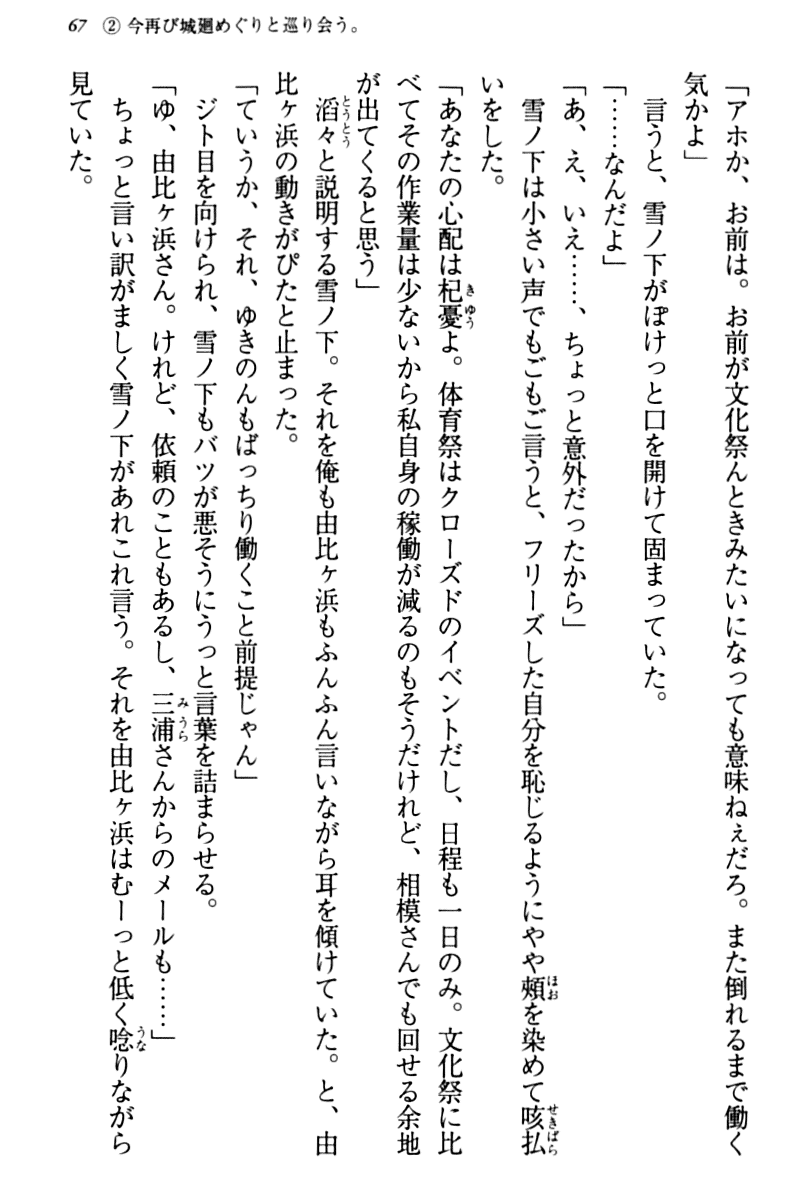 67 ② 今再び城廻めぐりと巡り会う。
「アホか、お前は。お前が文化祭んときみたいになっても意味ねぇだろ。また倒れるまで働く
気かよ」
言うと、雪ノ下がぽけっと口を開けて固まっていた。
「……なんだよ」
「あ、え、いえ……、ちょっと意外だったから」
雪ノ下は小さい声でもごもご言うと、フリーズした自分を恥じるようにやや頰を染めて咳払
いをした。
「あなたの心配は杞憂よ。体育祭はクローズドのイベントだし、日程も一日のみ。文化祭に比
べてその作業量は少ないから私自身の稼働が減るのもそうだけれど、相模さんでも回せる余地
が出てくると思う」
滔々と説明する雪ノ下。それを俺も由比ヶ浜もふんふん言いながら耳を傾けていた。と、由
比ヶ浜の動きがぴたと止まった。
「ていうか、それ、ゆきのんもばっちり働くこと前提じゃん」
ジト目を向けられ、雪ノ下もバツが悪そうにうっと言葉を詰まらせる。
「ゆ、由比ヶ浜さん。けれど、依頼のこともあるし、三浦さんからのメールも……」
ちょっと言い訳がましく雪ノ下があれこれ言う。それを由比ヶ浜はむーっと低く唸りながら
見ていた。